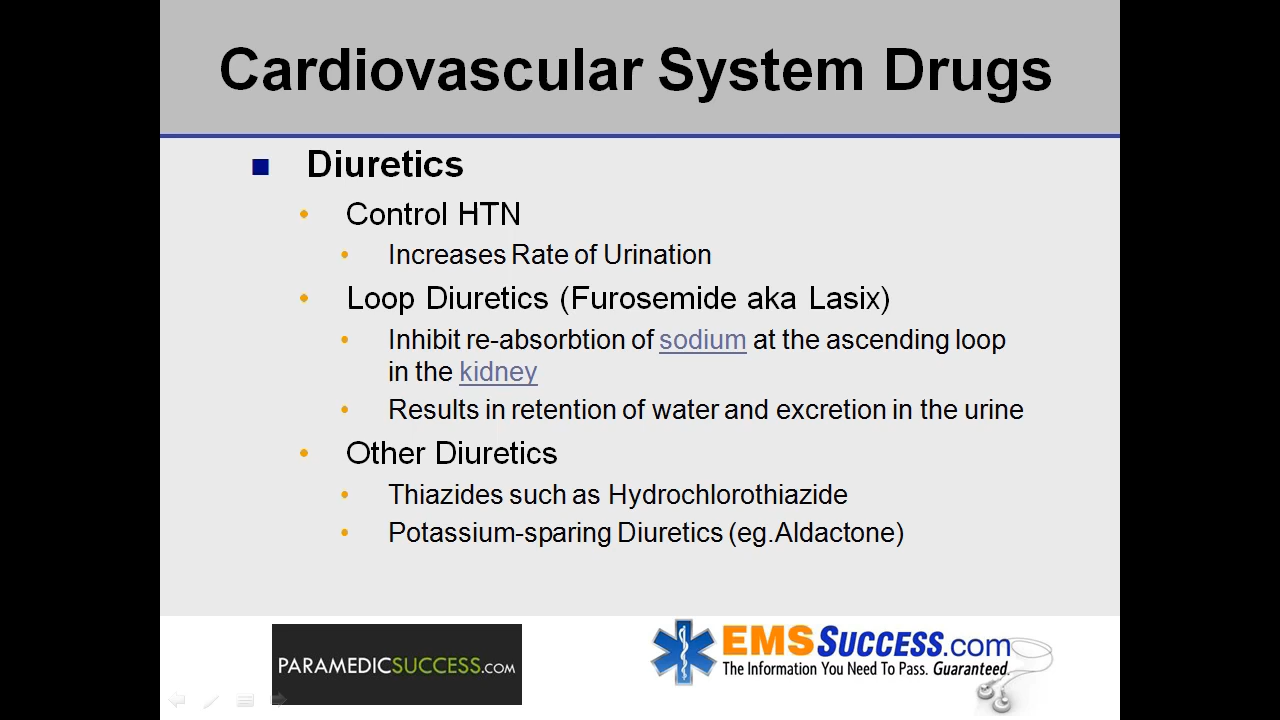 Cardiovascular System Drugs
Diuretics
Control HTN
Increases Rate of Urination
Loop Diuretics (Furosemide aka Lasix)
Inhibit re-absorbtion of sodium at the ascending loop
in the kidney
Results in retention of water and excretion in the urine
Other Diuretics
Thiazides such as Hydrochlorothiazide
Potassium-sparing Diuretics (eg.Aldactone)
PARAMEDICSUCCESS.COM
EMSSUCCESS.com
The Information You Need To Pass. Guaranteed.